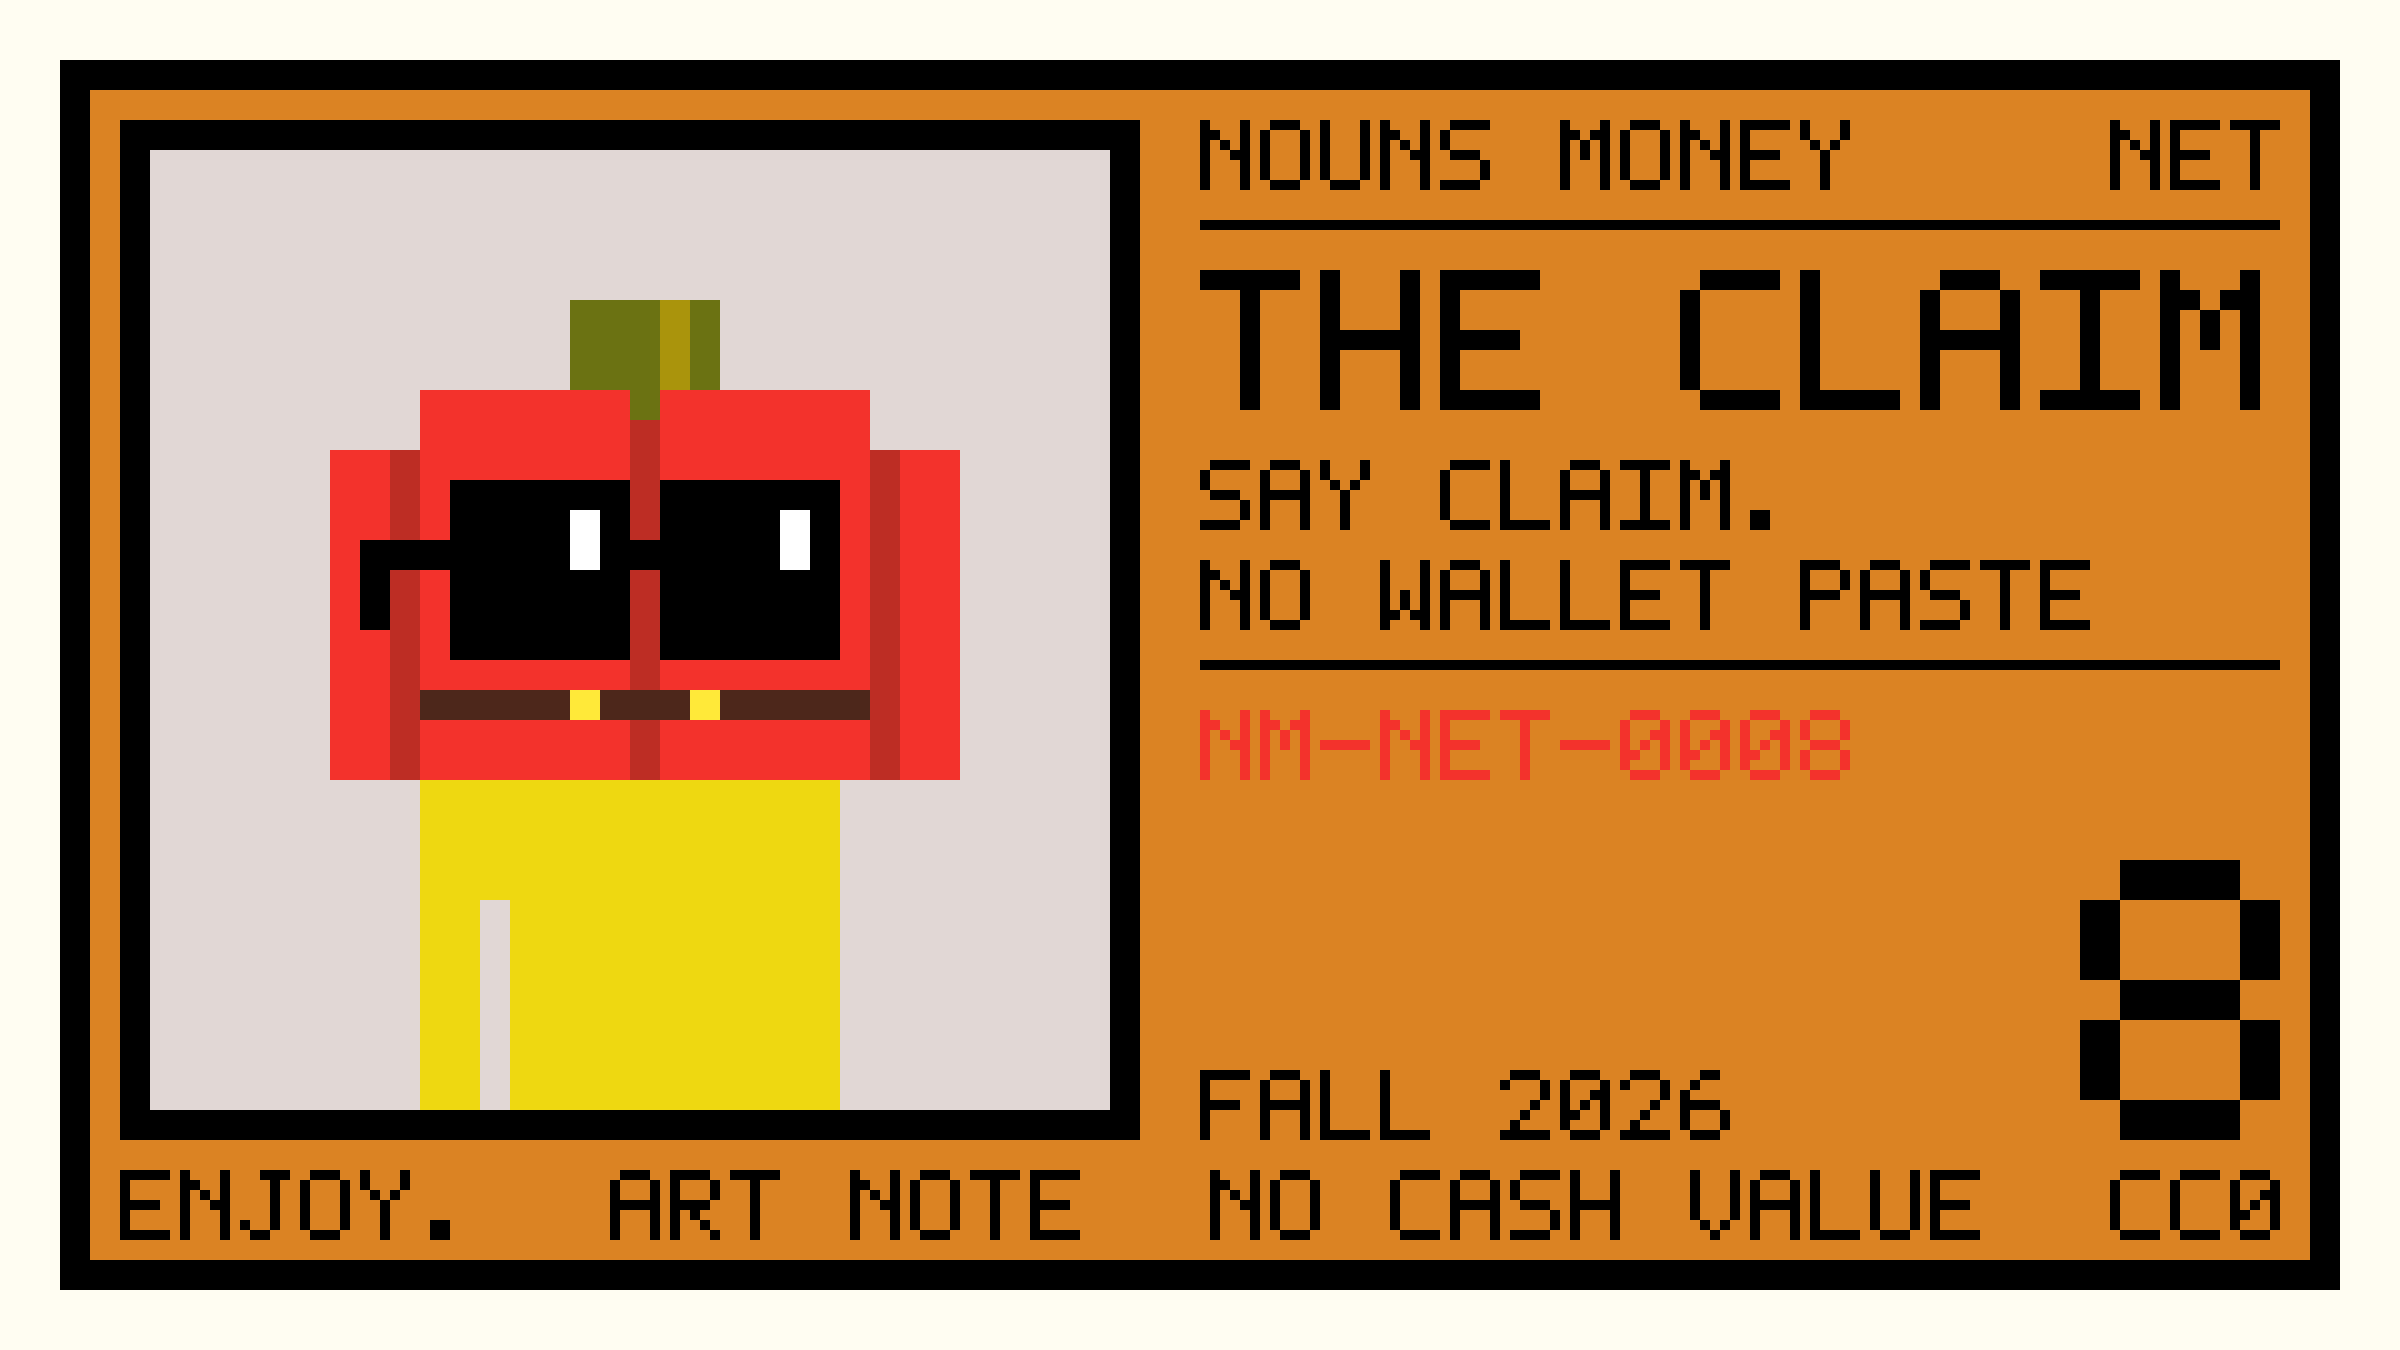 NOUNS MONEY NET
THE CLAIM
SAY CLAIM.
NO WALLET PASTE
NM-NET-0008
8
FALL 2026
ENJOY. ART NOTE NO CASH VALUE CC0